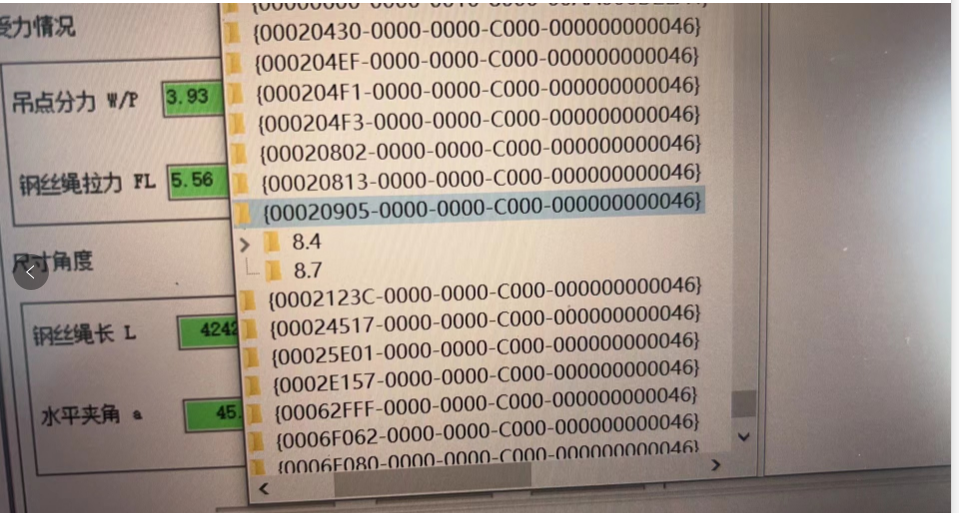 受力情况
吊点分力 W/P 3.93
钢丝绳拉力 FL 5.56
尺寸角度
钢丝绳长 L 4242
水平夹角 a 45.
{00020430-0000-0000-C000-000000000046}
{000204EF-0000-0000-C000-000000000046}
{000204F1-0000-0000-C000-000000000046}
{000204F3-0000-0000-C000-000000000046}
{00020802-0000-0000-C000-000000000046}
{00020813-0000-0000-C000-000000000046}
{00020905-0000-0000-C000-000000000046}
8.4
8.7
{0002123C-0000-0000-C000-000000000046}
{00024517-0000-0000-C000-000000000046}
{00025E01-0000-0000-C000-000000000046}
{0002E157-0000-0000-C000-000000000046}
{00062FFF-0000-0000-C000-000000000046}
{0006F062-0000-0000-C000-000000000046}
{0006F080-0000-0000-C000-000000000046}